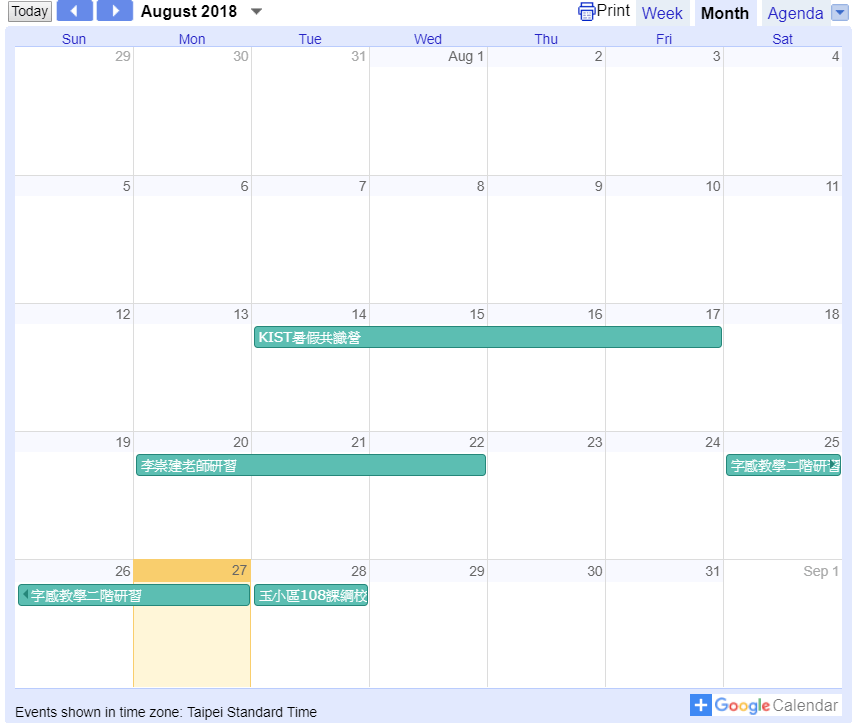 Today August 2018 Print Week Month Agenda
Sun Mon Tue Wed Thu Fri Sat
29 30 31 Aug 1 2 3 4
5 6 7 8 9 10 11
12 13 14 15 16 17 18
KIST暑假共識營
19 20 21 22 23 24 25
李崇建老師研習 字感教學二階研習
26 27 28 29 30 31 Sep 1
字感教學二階研習 玉小區108課綱校
Events shown in time zone: Taipei Standard Time
Google Calendar